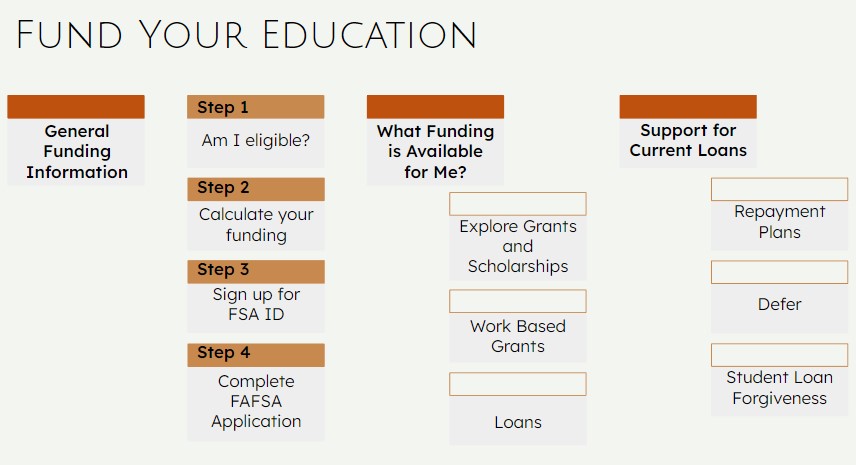 Fund Your Education
General
Funding
Information
Step 1
Am I eligible?
Step 2
Calculate your
funding
Step 3
Sign up for
FSA ID
Step 4
Complete
FAFSA
Application
What Funding
is Available
for Me?
Explore Grants
and
Scholarships
Work Based
Grants
Loans
Support for
Current Loans
Repayment
Plans
Defer
Student Loan
Forgiveness